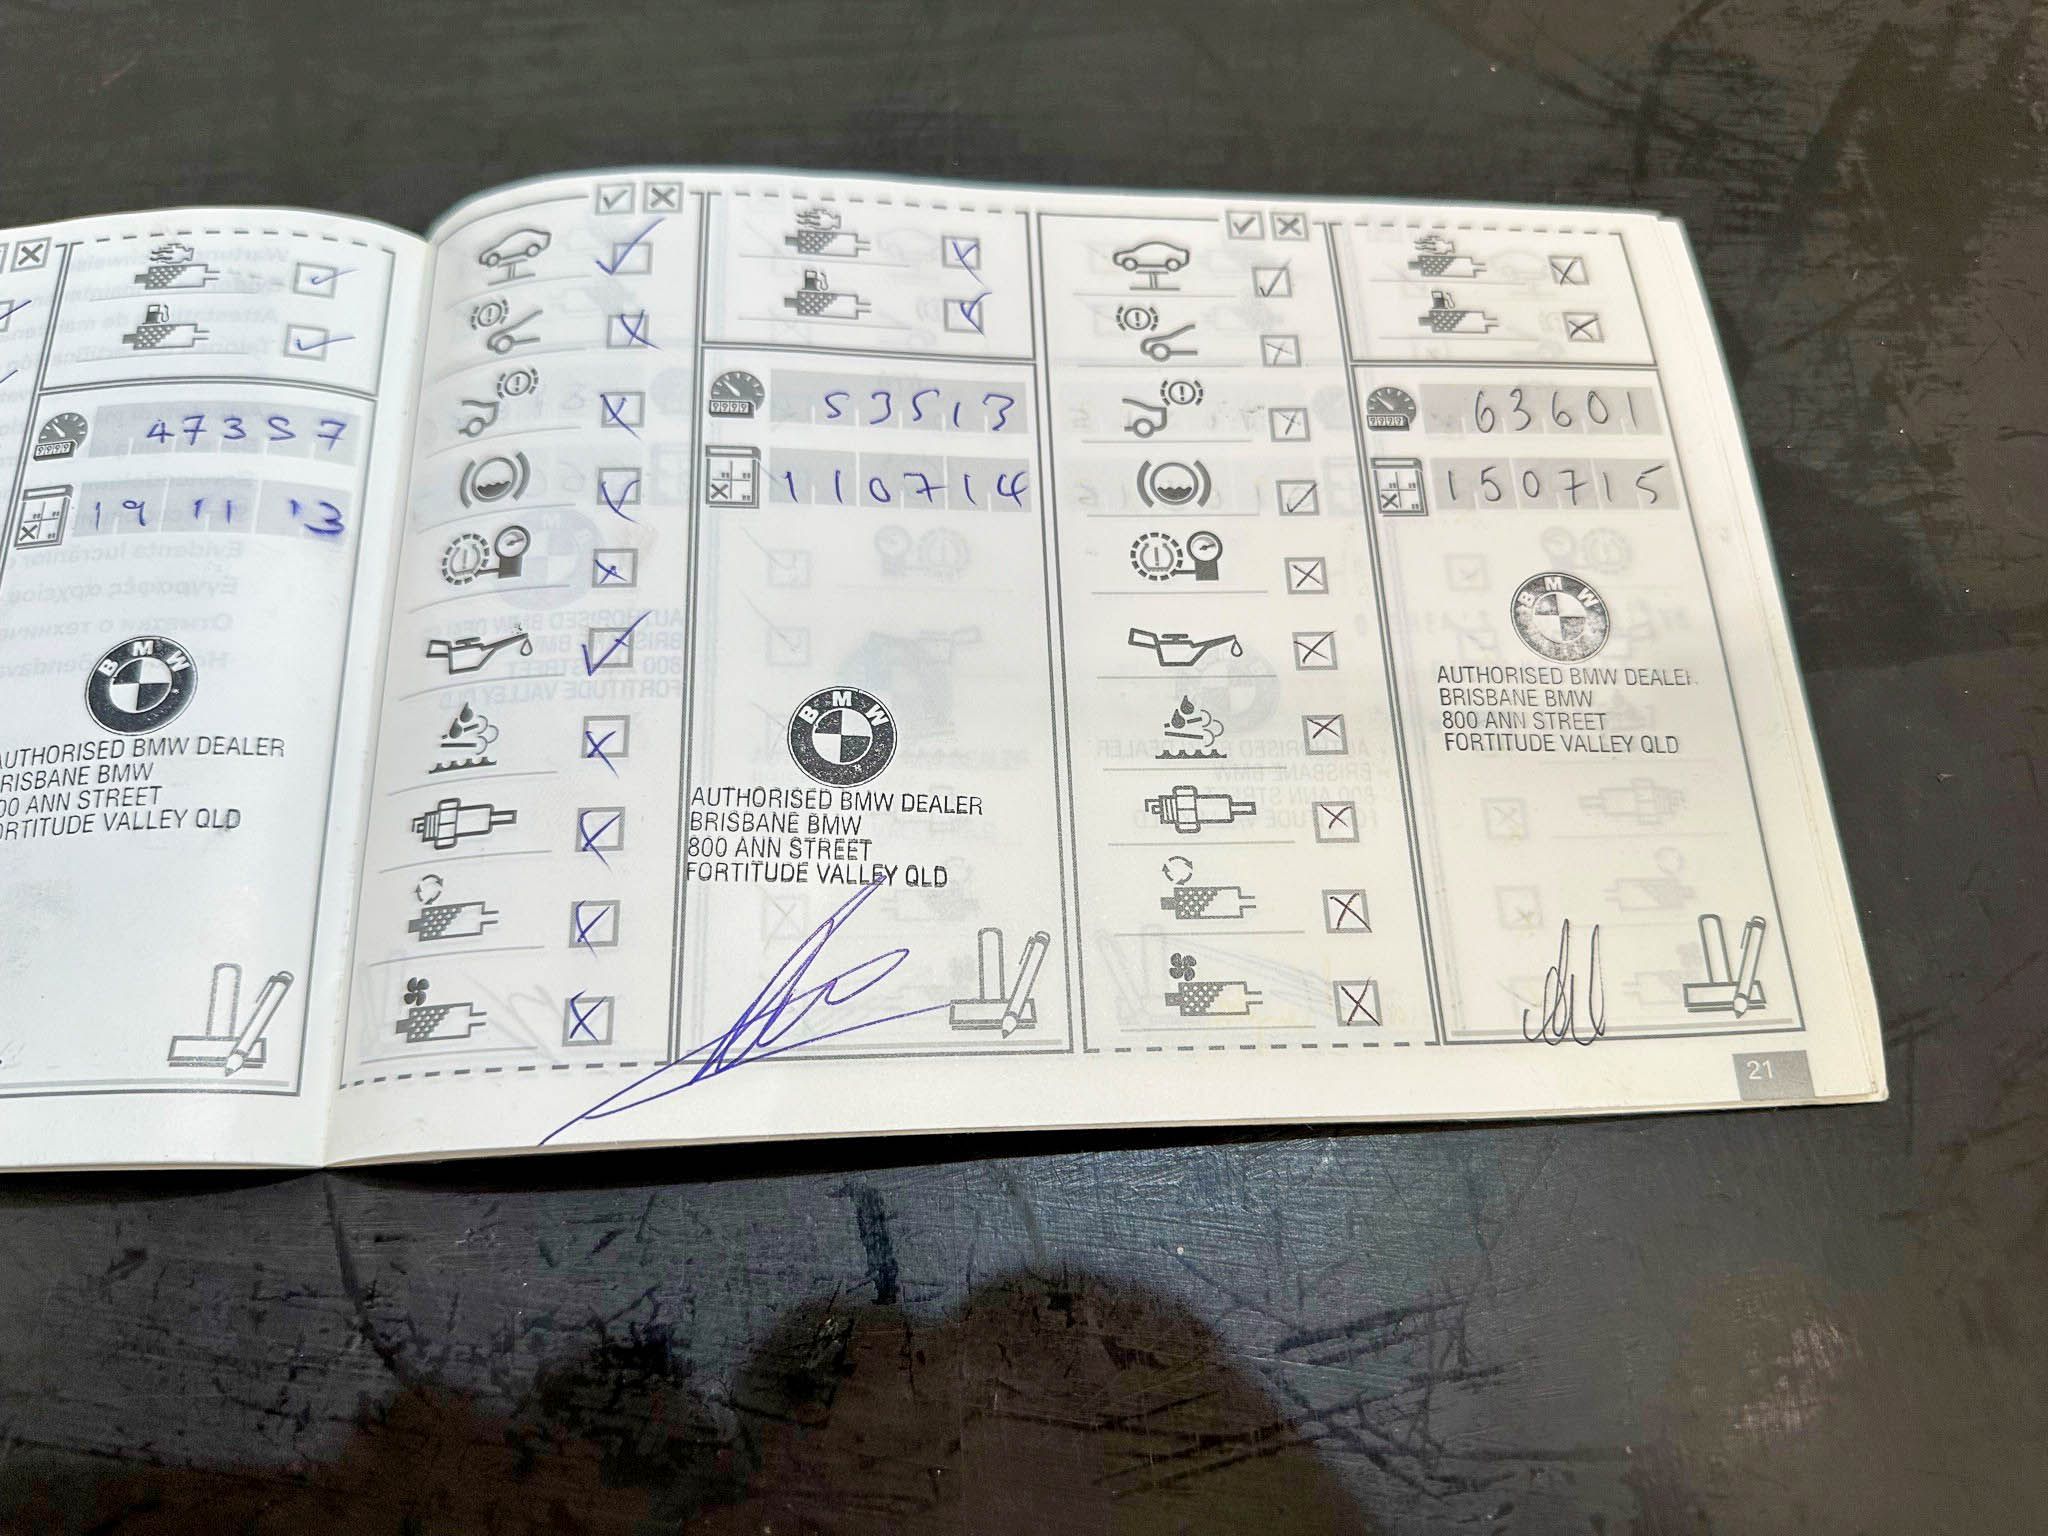 47357
19 11 13
BMW
AUTHORISED BMW DEALER
BRISBANE BMW
800 ANN STREET
FORTITUDE VALLEY QLD
53513
110714
BMW
AUTHORISED BMW DEALER
BRISBANE BMW
800 ANN STREET
FORTITUDE VALLEY QLD
63601
150715
BMW
AUTHORISED BMW DEALER
BRISBANE BMW
800 ANN STREET
FORTITUDE VALLEY QLD
21